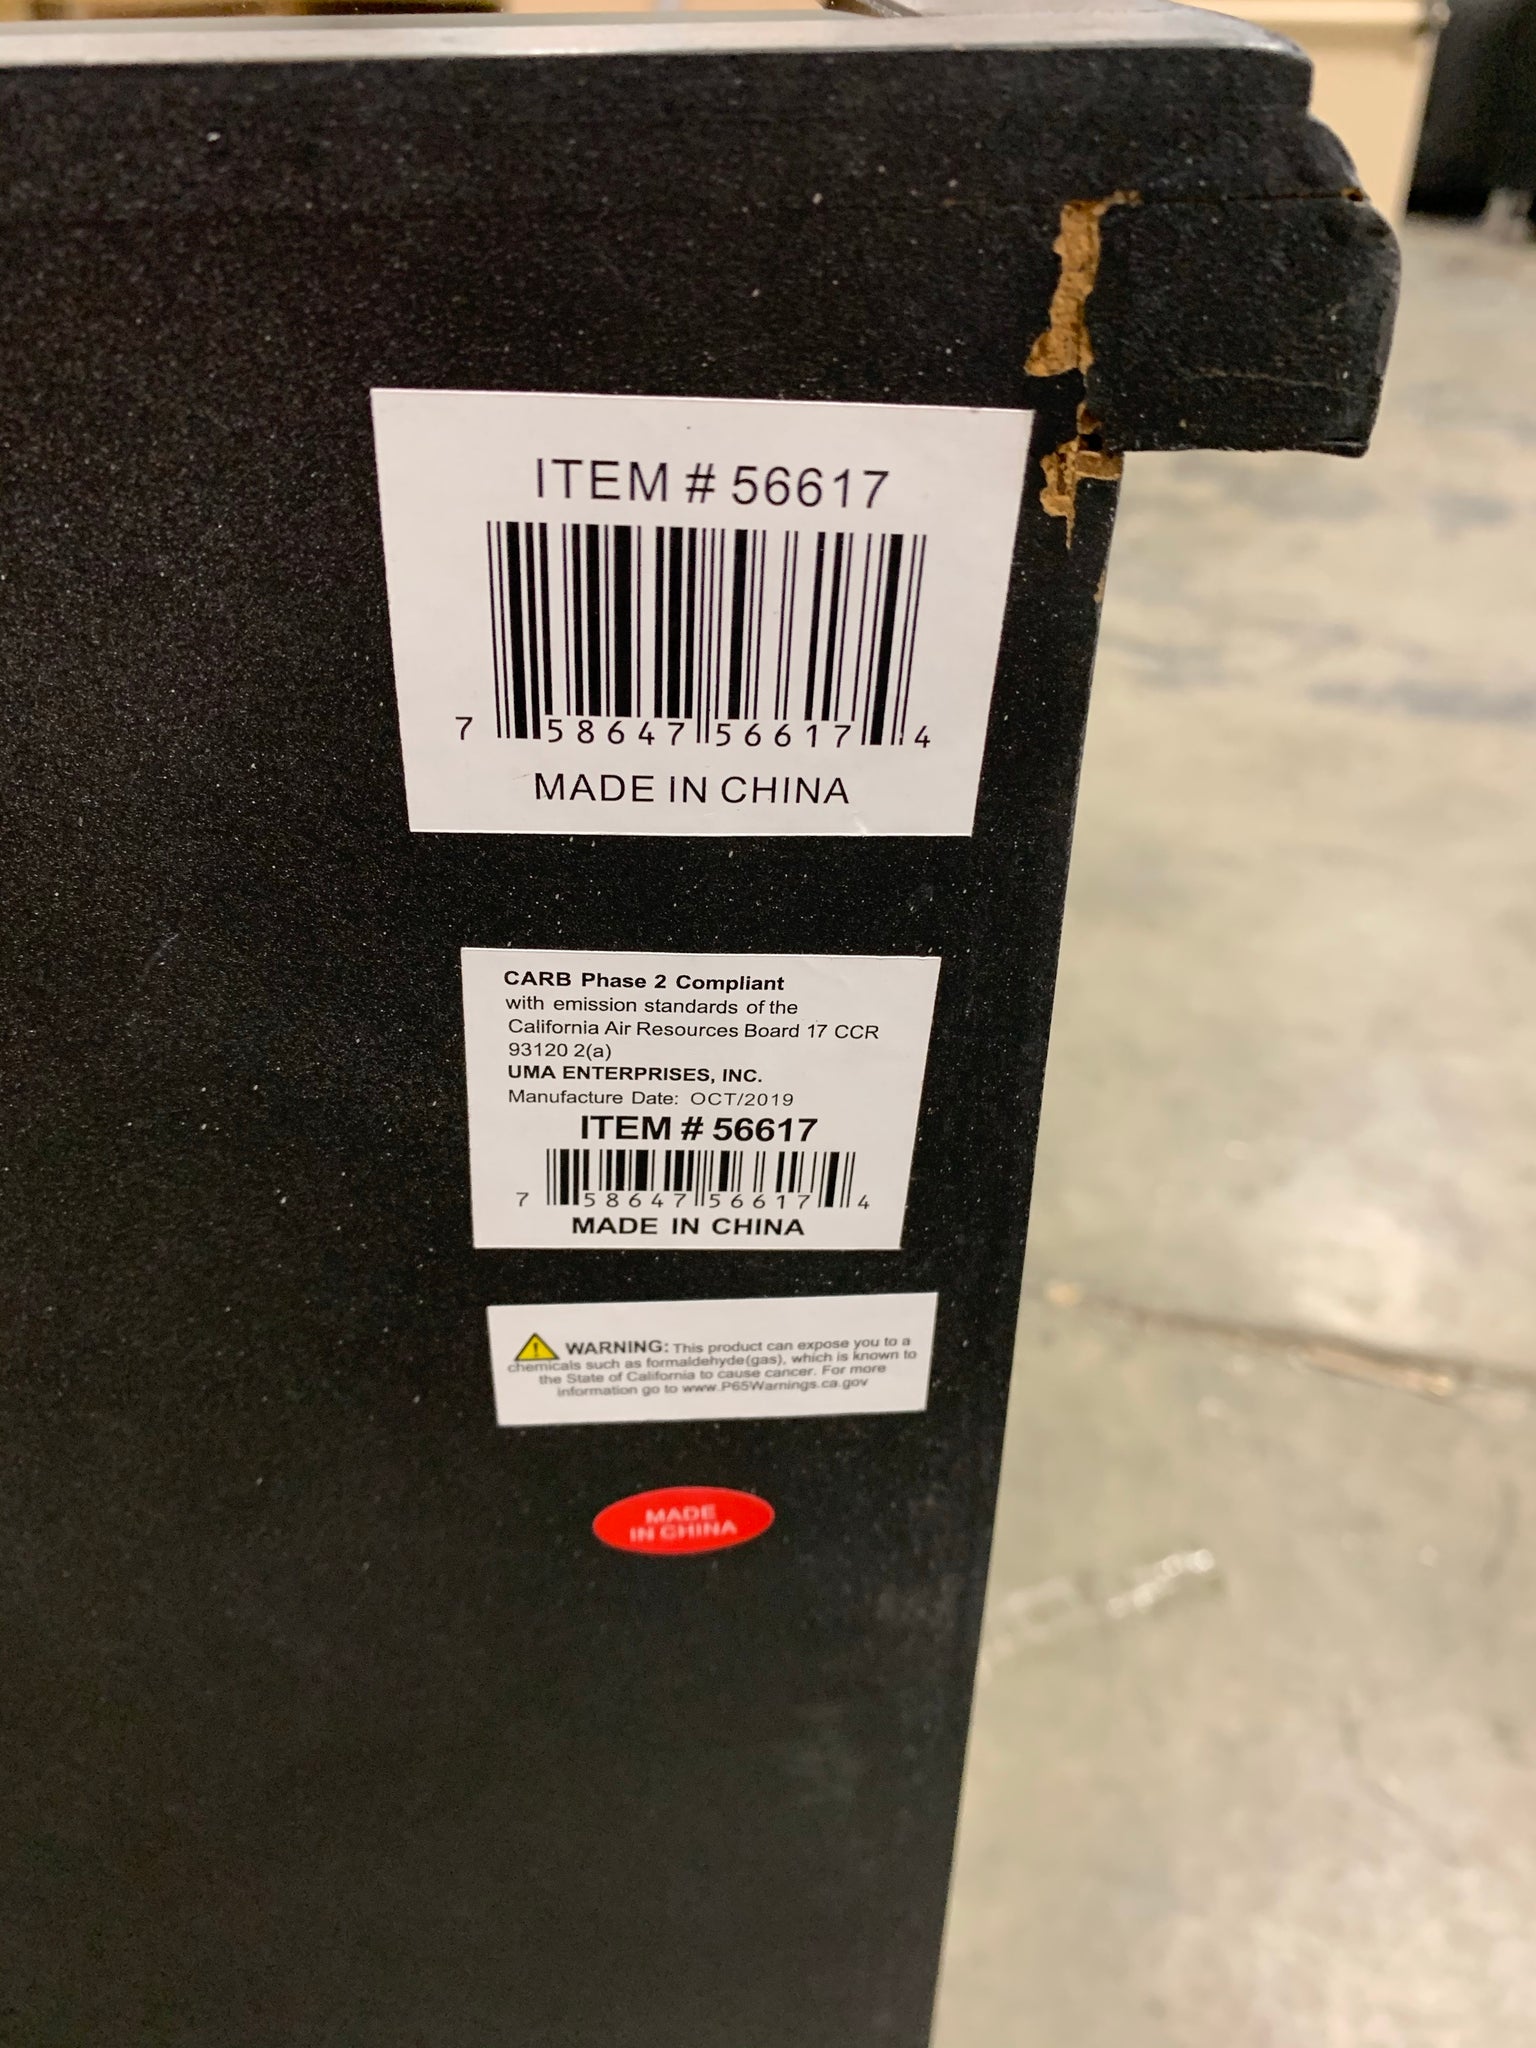 ITEM # 56617
7 58647 56617 4
MADE IN CHINA
CARB Phase 2 Compliant
with emission standards of the
California Air Resources Board 17 CCR
93120 2(a)
UMA ENTERPRISES, INC.
Manufacture Date: OCT/2019
ITEM # 56617
7 58647 56617 4
MADE IN CHINA
WARNING: This product can expose you to a
chemicals such as formaldehyde(gas), which is known to
the State of California to cause cancer. For more
information go to www.P65Warnings.ca.gov
MADE
IN CHINA